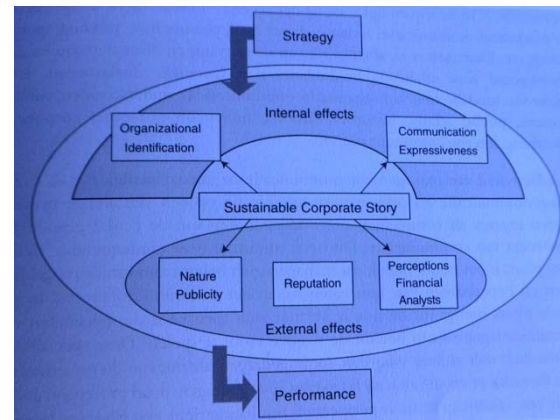 Strategy
Internal effects
Organizational
Identification
Communication
Expressiveness
Sustainable Corporate Story
Nature
Publicity
Reputation
Perceptions
Financial
Analysts
External effects
Performance